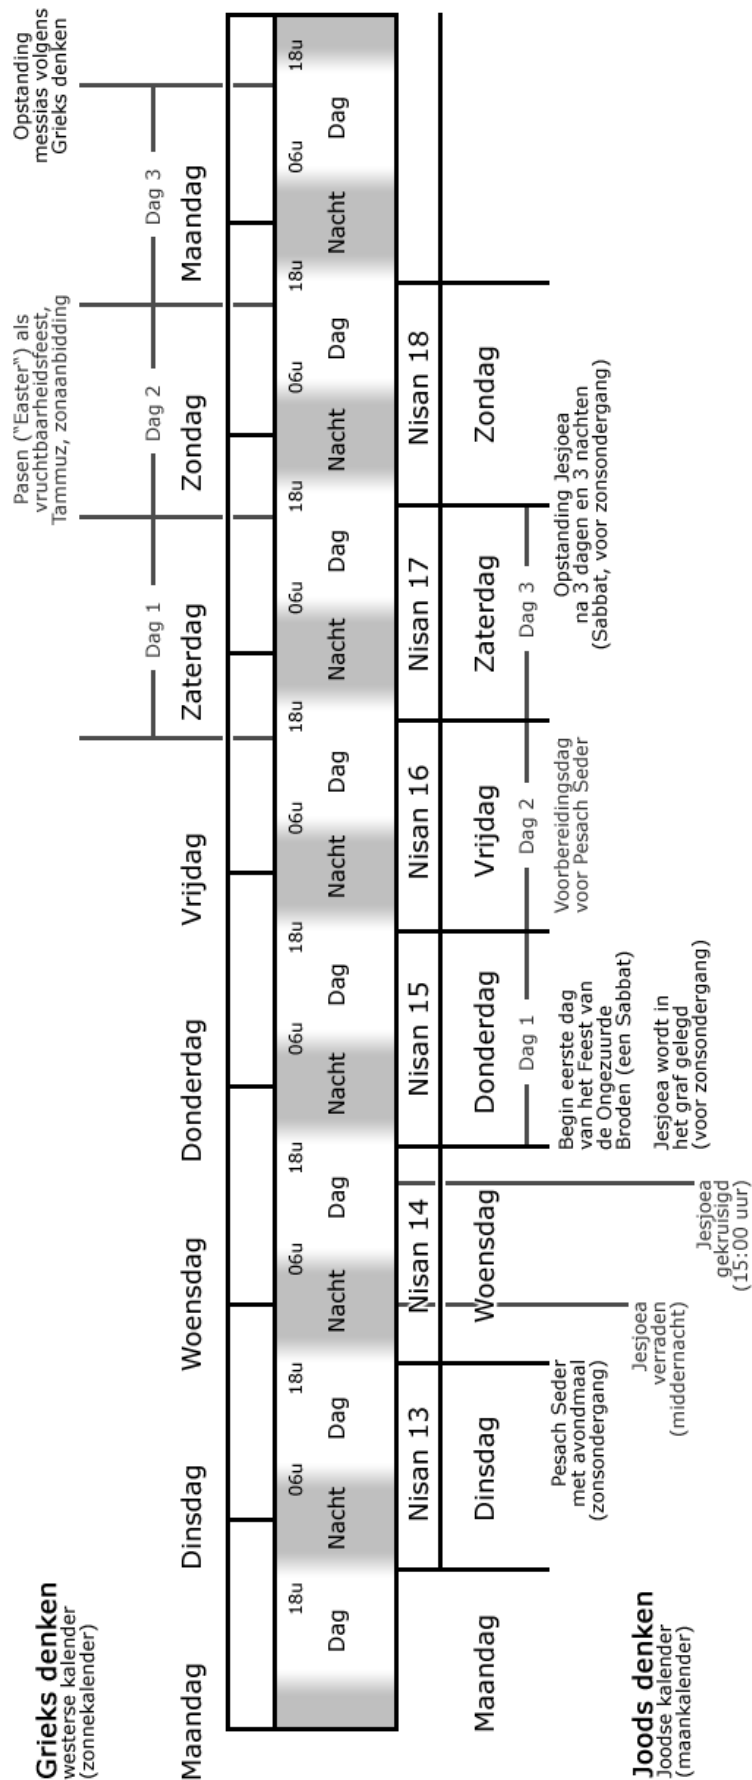 Grieks denken
westerse kalender
(zonnekalender)
Pasen ("Easter") als
vruchtbaarheidsfeest,
Tammuz, zonaanbidding
Opstanding
messias volgens
Grieks denken
Dag 1
Dag 2
Dag 3
Maandag
Dinsdag
Woensdag
Donderdag
Vrijdag
Zaterdag
Zondag
Maandag
18u
06u
18u
06u
18u
06u
18u
06u
18u
06u
18u
06u
18u
06u
18u
Dag
Nacht
Dag
Nacht
Dag
Nacht
Dag
Nacht
Dag
Nacht
Dag
Nacht
Dag
Nacht
Dag
Nisan 13
Nisan 14
Nisan 15
Nisan 16
Nisan 17
Nisan 18
Maandag
Dinsdag
Woensdag
Donderdag
Vrijdag
Zaterdag
Zondag
Dag 1
Dag 2
Dag 3
Pesach Seder
met avondmaal
(zonsondergang)
Jesjoea
verraden
(middernacht)
Jesjoea
gekruisigd
(15:00 uur)
Begin eerste dag
van het Feest van
de Ongezuurde
Broden (een Sabbat)
Jesjoea wordt in
het graf gelegd
(voor zonsondergang)
Voorbereidingsdag
voor Pesach Seder
Opstanding Jesjoea
na 3 dagen en 3 nachten
(Sabbat, voor zonsondergang)
Joods denken
Joodse kalender
(maankalender)